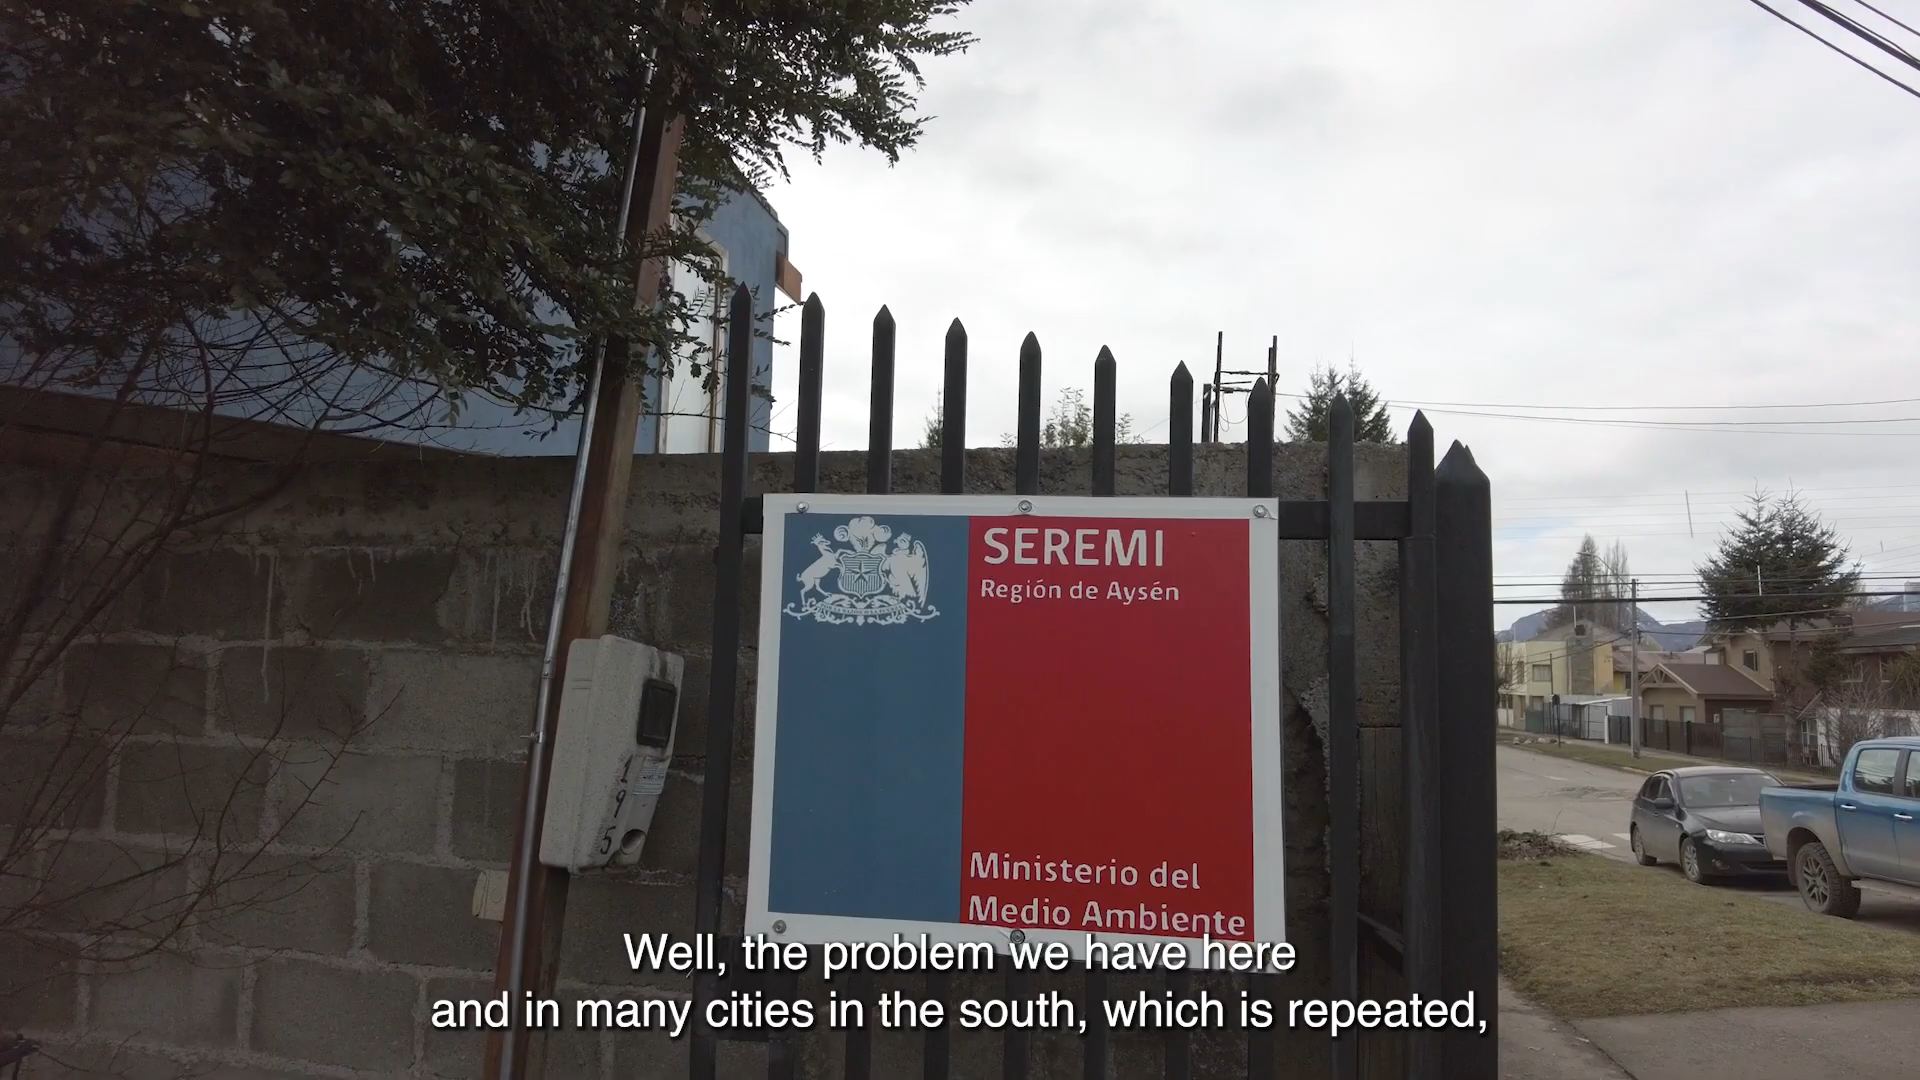 SEREMI
Región de Aysén
195
Ministerio del
Medio Ambiente
Well, the problem we have here
and in many cities in the south, which is repeated,